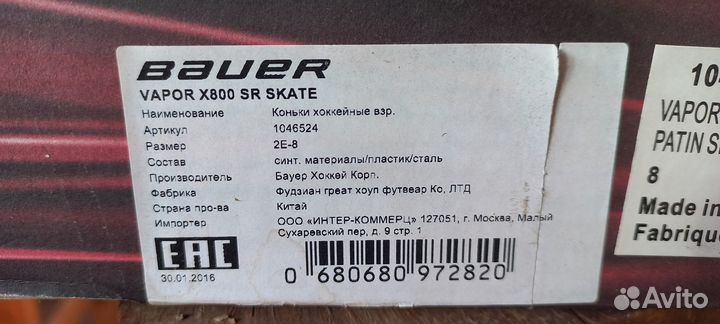 BAUER
VAPOR X800 SR SKATE
Наименование Коньки хоккейные взр.
Артикул 1046524
Размер 2E-8
Состав синт. материалы/пластик/сталь
Производитель Бауер Хоккей Корп.
Фабрика Фудзиан греат хоуп футвеар Ко, ЛТД
Страна про-ва Китай
Импортер ООО «ИНТЕР-КОММЕРЦ» 127051, г. Москва, Малый
Сухаревский пер, д. 9 стр. 1
EAC
30.01.2016
0 680680 972820
VAPOR
PATIN
8
Made in
Fabriqu
Avito